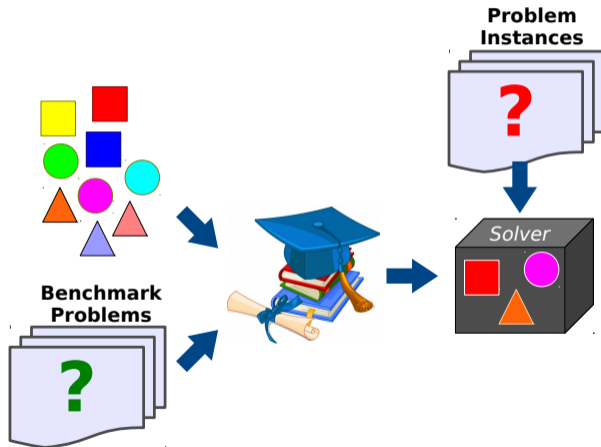 Problem
Instances
?
Solver
Benchmark
Problems
?